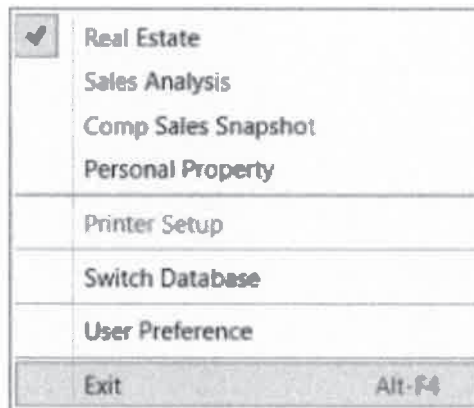 Real Estate
Sales Analysis
Comp Sales Snapshot
Personal Property
Printer Setup
Switch Database
User Preference
Exit Alt-F4